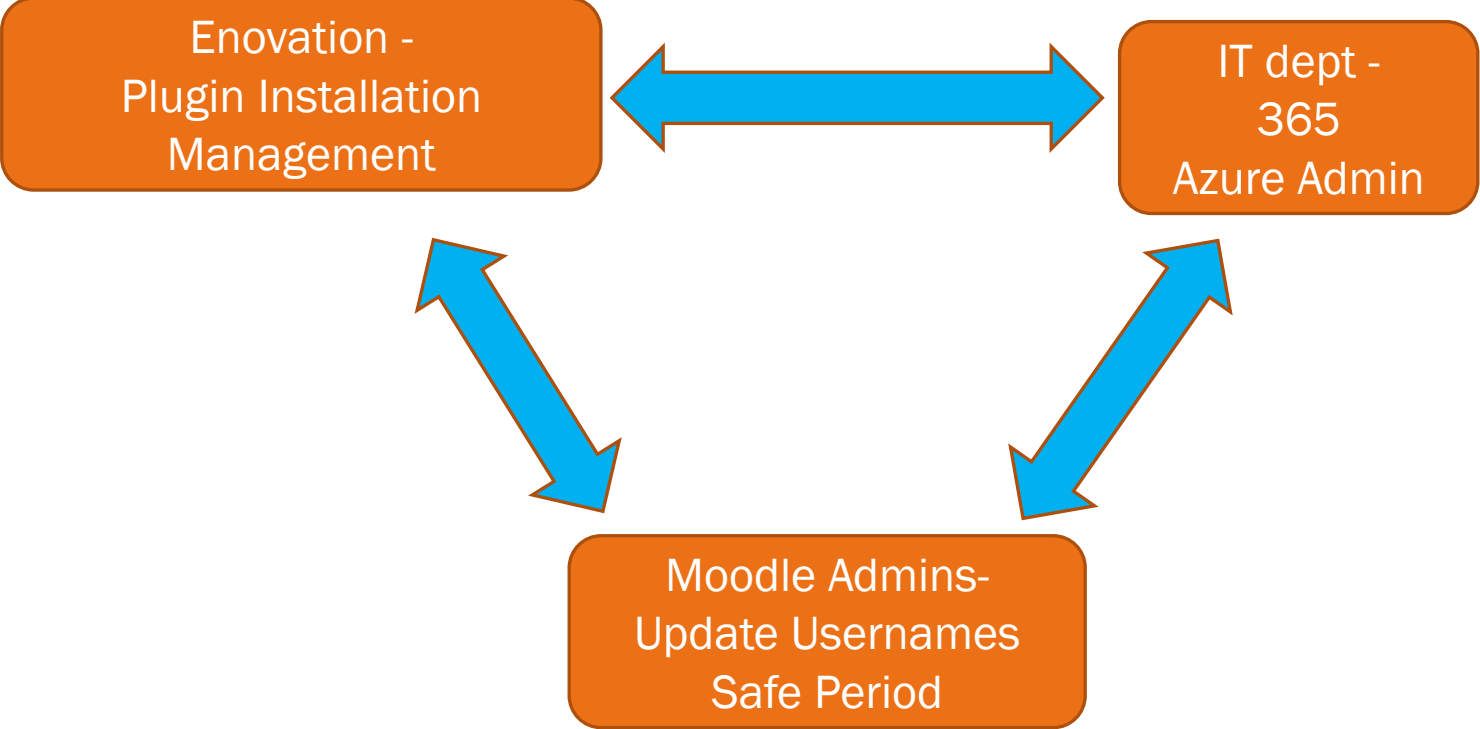 Enovation -
Plugin Installation
Management
IT dept -
365
Azure Admin
Moodle Admins-
Update Usernames
Safe Period